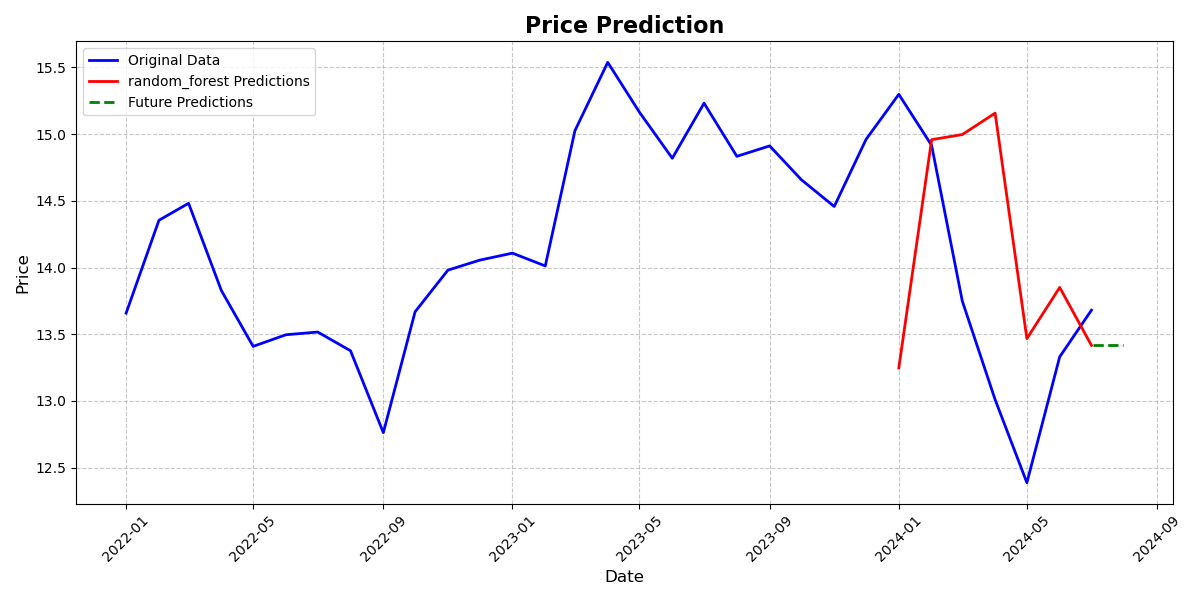 Price Prediction
Original Data
random_forest Predictions
Future Predictions
Price
15.5
15.0
14.5
14.0
13.5
13.0
12.5
2022-01
2022-05
2022-09
2023-01
2023-05
2023-09
2024-01
2024-05
2024-09
Date